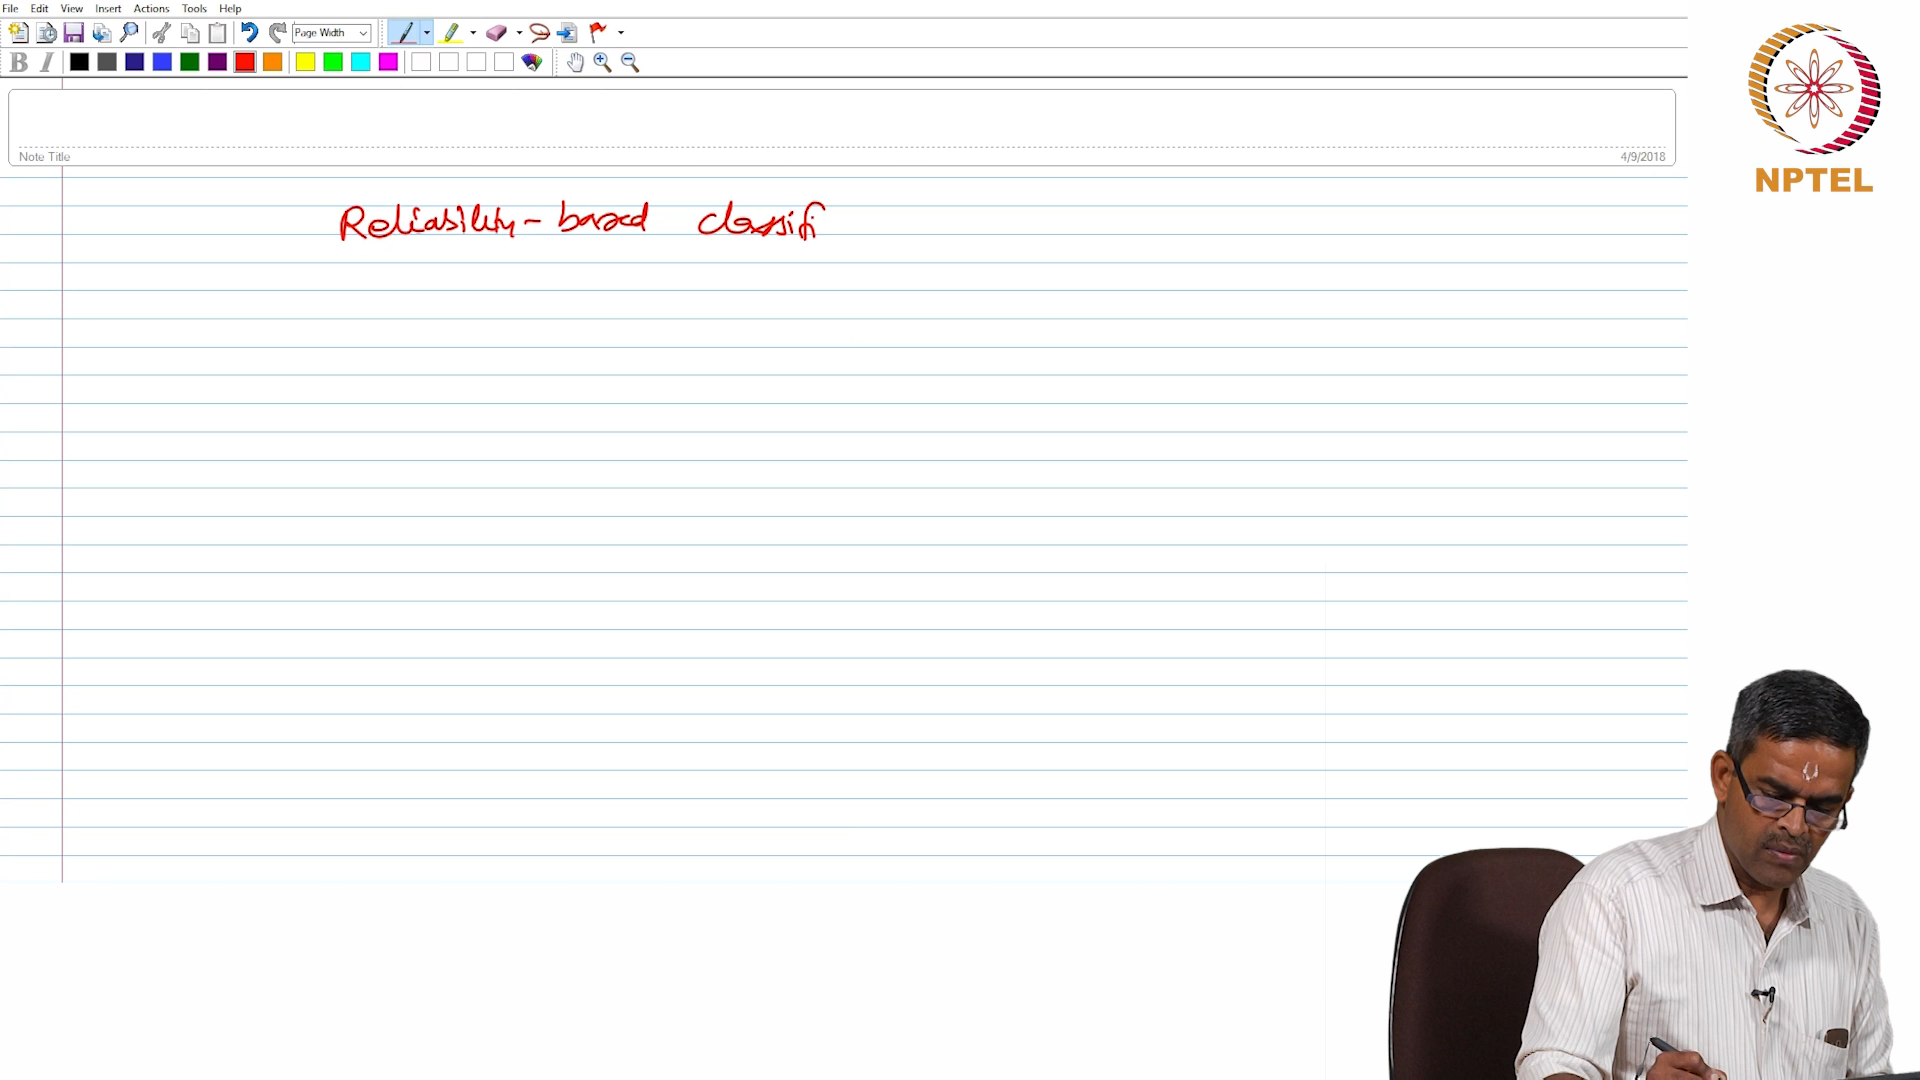 File Edit View Insert Actions Tools Help
Page Width
B I
Note Title
4/9/2018
Reliability-based classifi
NPTEL